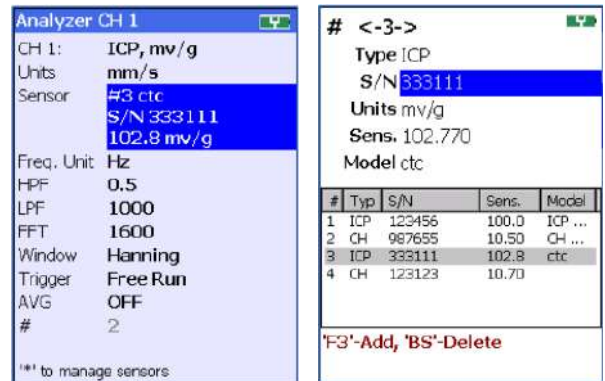 Analyzer CH 1
CH 1: ICP, mv/g
Units mm/s
Sensor #3 ctc
S/N 333111
102.8 mv/g
Freq. Unit Hz
HPF 0.5
LPF 1000
FFT 1600
Window Hanning
Trigger Free Run
AVG OFF
# 2
'*' to manage sensors
# <-3->
Type ICP
S/N 333111
Units mv/g
Sens. 102.770
Model ctc
# Typ S/N Sens. Model
1 ICP 123456 100.0 ICP ...
2 CH 987655 10.50 CH ...
3 ICP 333111 102.8 ctc
4 CH 123123 10.70
'F3'-Add, 'BS'-Delete